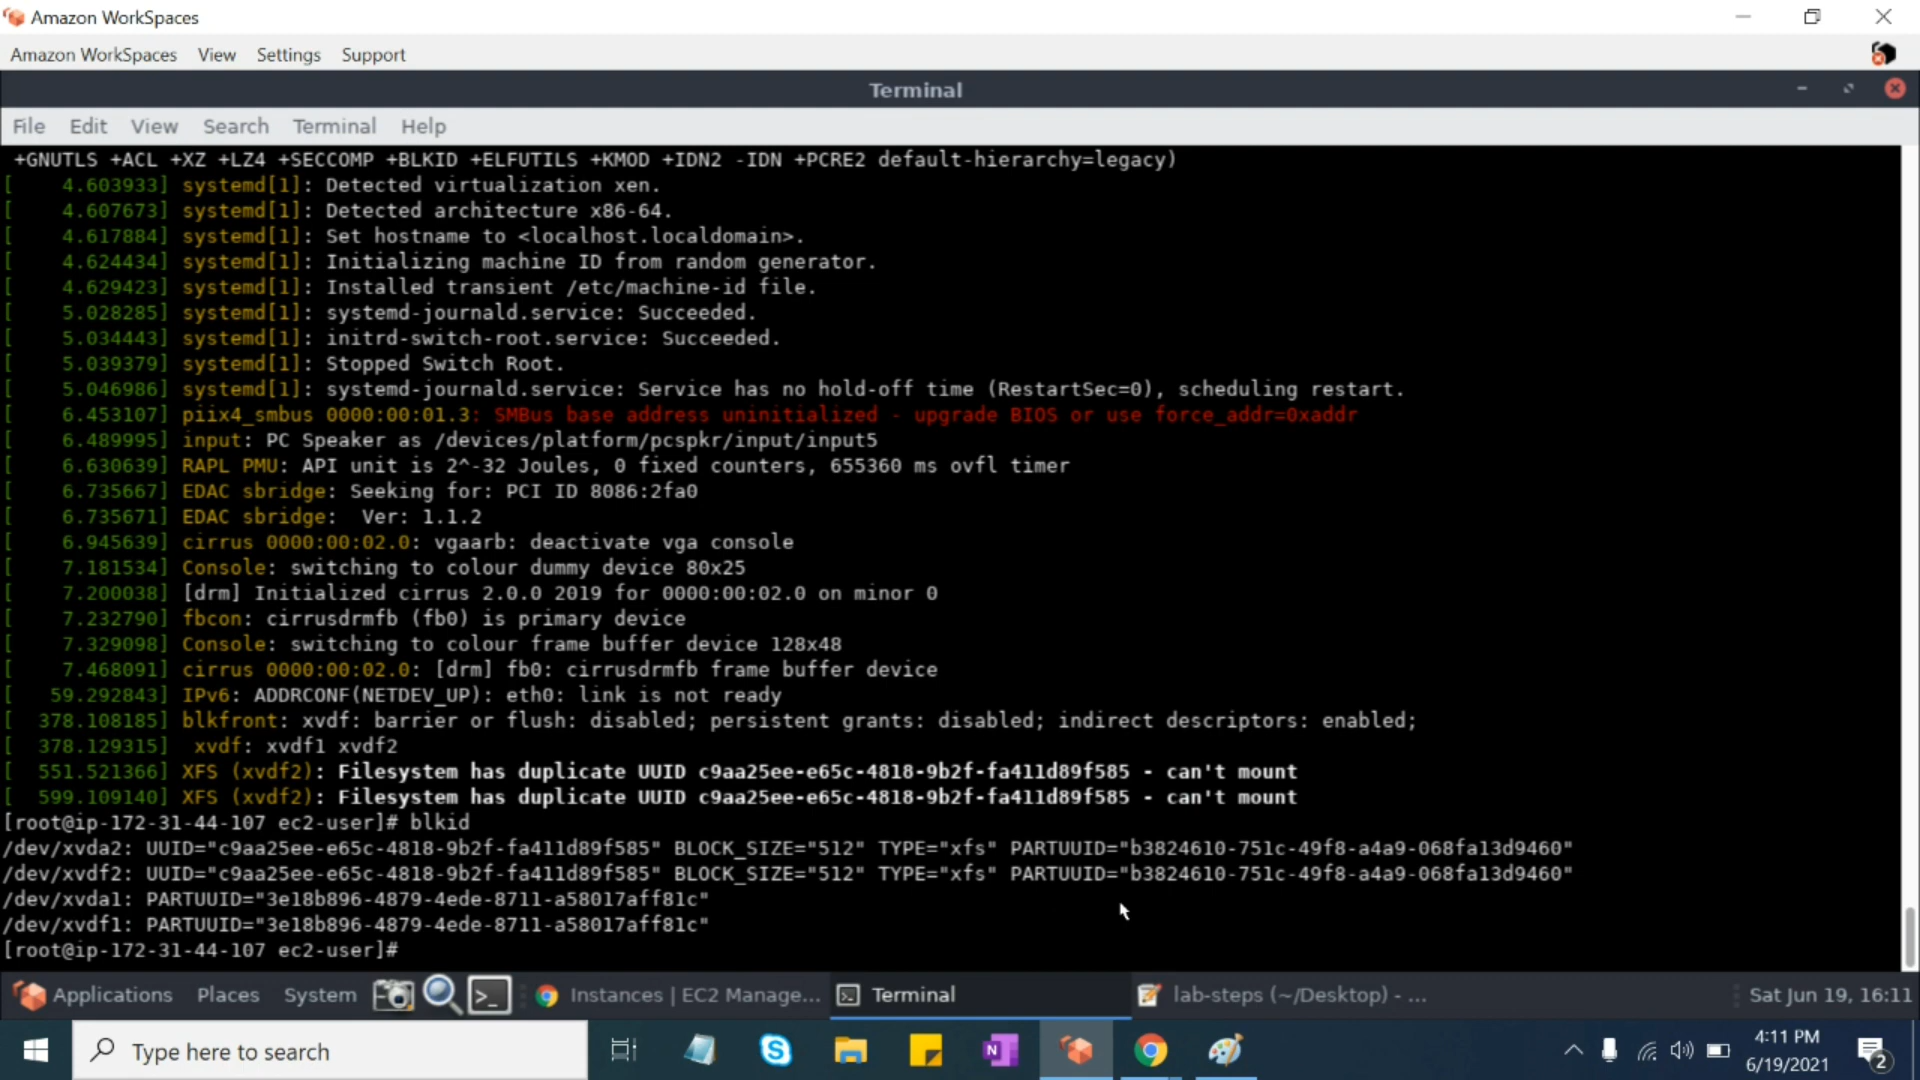 Amazon WorkSpaces
Amazon WorkSpaces View Settings Support
Terminal
File Edit View Search Terminal Help
+GNUTLS +ACL +XZ +LZ4 +SECCOMP +BLKID +ELFUTILS +KMOD +IDN2 -IDN +PCRE2 default-hierarchy=legacy)
[    4.603933] systemd[1]: Detected virtualization xen.
[    4.607673] systemd[1]: Detected architecture x86-64.
[    4.617884] systemd[1]: Set hostname to <localhost.localdomain>.
[    4.624434] systemd[1]: Initializing machine ID from random generator.
[    4.629423] systemd[1]: Installed transient /etc/machine-id file.
[    5.028285] systemd[1]: systemd-journald.service: Succeeded.
[    5.034443] systemd[1]: initrd-switch-root.service: Succeeded.
[    5.039379] systemd[1]: Stopped Switch Root.
[    5.046986] systemd[1]: systemd-journald.service: Service has no hold-off time (RestartSec=0), scheduling restart.
[    6.453107] piix4_smbus 0000:00:01.3: SMBus base address uninitialized - upgrade BIOS or use force_addr=0xaddr
[    6.489995] input: PC Speaker as /devices/platform/pcspkr/input/input5
[    6.630639] RAPL PMU: API unit is 2^-32 Joules, 0 fixed counters, 655360 ms ovfl timer
[    6.735667] EDAC sbridge: Seeking for: PCI ID 8086:2fa0
[    6.735671] EDAC sbridge:  Ver: 1.1.2
[    6.945639] cirrus 0000:00:02.0: vgaarb: deactivate vga console
[    7.181534] Console: switching to colour dummy device 80x25
[    7.200038] [drm] Initialized cirrus 2.0.0 2019 for 0000:00:02.0 on minor 0
[    7.232790] fbcon: cirrusdrmfb (fb0) is primary device
[    7.329098] Console: switching to colour frame buffer device 128x48
[    7.468091] cirrus 0000:00:02.0: [drm] fb0: cirrusdrmfb frame buffer device
[   59.292843] IPv6: ADDRCONF(NETDEV_UP): eth0: link is not ready
[  378.108185] blkfront: xvdf: barrier or flush: disabled; persistent grants: disabled; indirect descriptors: enabled;
[  378.129315]  xvdf: xvdf1 xvdf2
[  551.521366] XFS (xvdf2): Filesystem has duplicate UUID c9aa25ee-e65c-4818-9b2f-fa411d89f585 - can't mount
[  599.109140] XFS (xvdf2): Filesystem has duplicate UUID c9aa25ee-e65c-4818-9b2f-fa411d89f585 - can't mount
[root@ip-172-31-44-107 ec2-user]# blkid
/dev/xvda2: UUID="c9aa25ee-e65c-4818-9b2f-fa411d89f585" BLOCK_SIZE="512" TYPE="xfs" PARTUUID="b3824610-751c-49f8-a4a9-068fa13d9460"
/dev/xvdf2: UUID="c9aa25ee-e65c-4818-9b2f-fa411d89f585" BLOCK_SIZE="512" TYPE="xfs" PARTUUID="b3824610-751c-49f8-a4a9-068fa13d9460"
/dev/xvda1: PARTUUID="3e18b896-4879-4ede-8711-a58017aff81c"
/dev/xvdf1: PARTUUID="3e18b896-4879-4ede-8711-a58017aff81c"
[root@ip-172-31-44-107 ec2-user]#
Applications Places System Instances | EC2 Manage... Terminal lab-steps (~/Desktop) - ... Sat Jun 19, 16:11
Type here to search
4:11 PM
6/19/2021
2